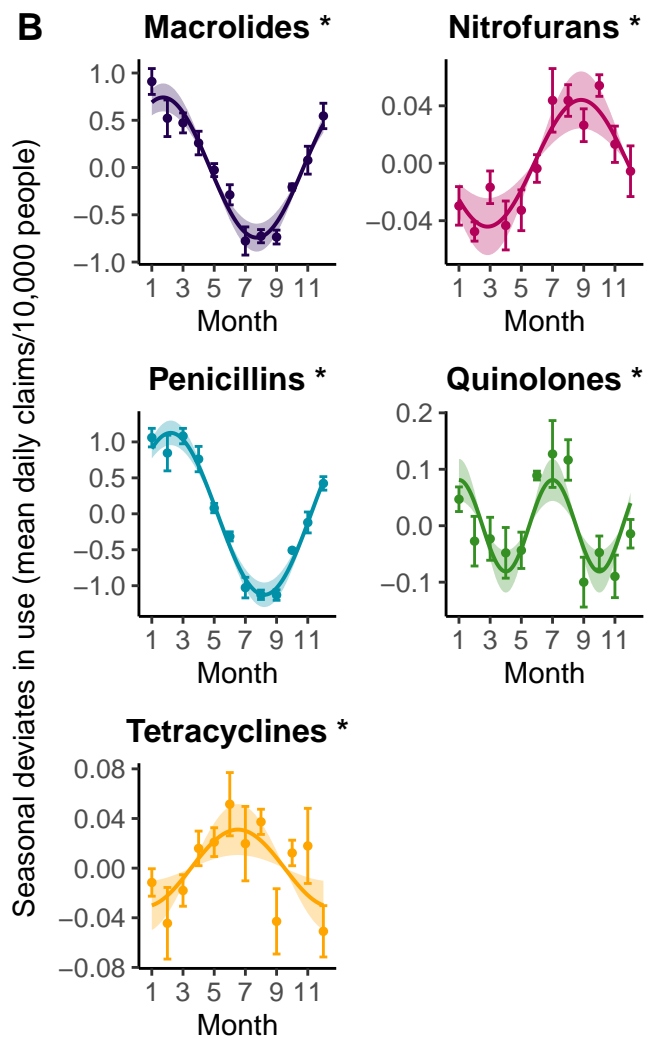 B
Macrolides *
Nitrofurans *
Seasonal deviates in use (mean daily claims/10,000 people)
1.0
0.5
0.0
−0.5
−1.0
1 3 5 7 9 11
Month
0.04
0.00
−0.04
1 3 5 7 9 11
Month
Penicillins *
Quinolones *
1.0
0.5
0.0
−0.5
−1.0
1 3 5 7 9 11
Month
0.2
0.1
0.0
−0.1
1 3 5 7 9 11
Month
Tetracyclines *
0.08
0.04
0.00
−0.04
−0.08
1 3 5 7 9 11
Month